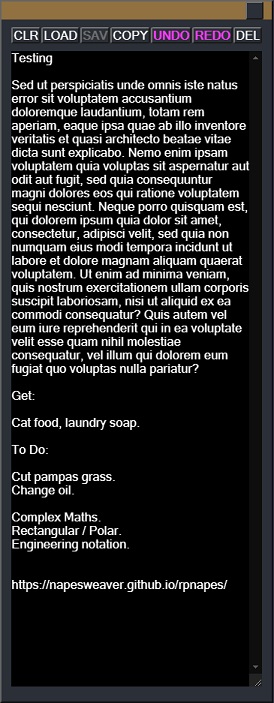 CLR LOAD SAV COPY UNDO REDO DEL
Testing
Sed ut perspiciatis unde omnis iste natus
error sit voluptatem accusantium
doloremque laudantium, totam rem
aperiam, eaque ipsa quae ab illo inventore
veritatis et quasi architecto beatae vitae
dicta sunt explicabo. Nemo enim ipsam
voluptatem quia voluptas sit aspernatur aut
odit aut fugit, sed quia consequuntur
magni dolores eos qui ratione voluptatem
sequi nesciunt. Neque porro quisquam est,
qui dolorem ipsum quia dolor sit amet,
consectetur, adipisci velit, sed quia non
numquam eius modi tempora incidunt ut
labore et dolore magnam aliquam quaerat
voluptatem. Ut enim ad minima veniam,
quis nostrum exercitationem ullam corporis
suscipit laboriosam, nisi ut aliquid ex ea
commodi consequatur? Quis autem vel
eum iure reprehenderit qui in ea voluptate
velit esse quam nihil molestiae
consequatur, vel illum qui dolorem eum
fugiat quo voluptas nulla pariatur?
Get:
Cat food, laundry soap.
To Do:
Cut pampas grass.
Change oil.
Complex Maths.
Rectangular / Polar.
Engineering notation.
https://napesweaver.github.io/rpnapes/